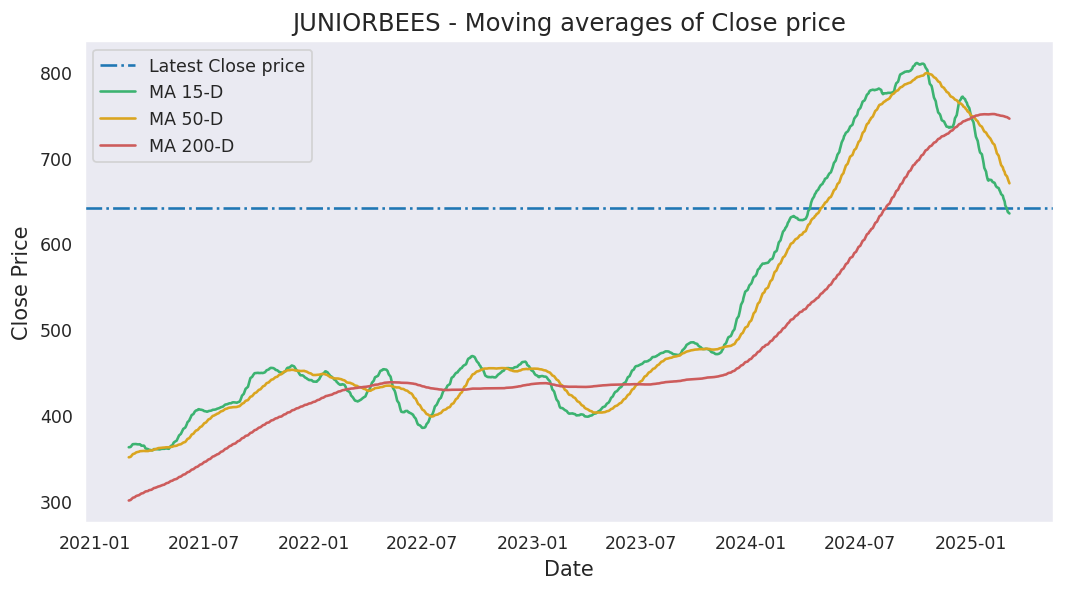 JUNIORBEES - Moving averages of Close price
Latest Close price
MA 15-D
MA 50-D
MA 200-D
Close Price
800
700
600
500
400
300
2021-01 2021-07 2022-01 2022-07 2023-01 2023-07 2024-01 2024-07 2025-01
Date